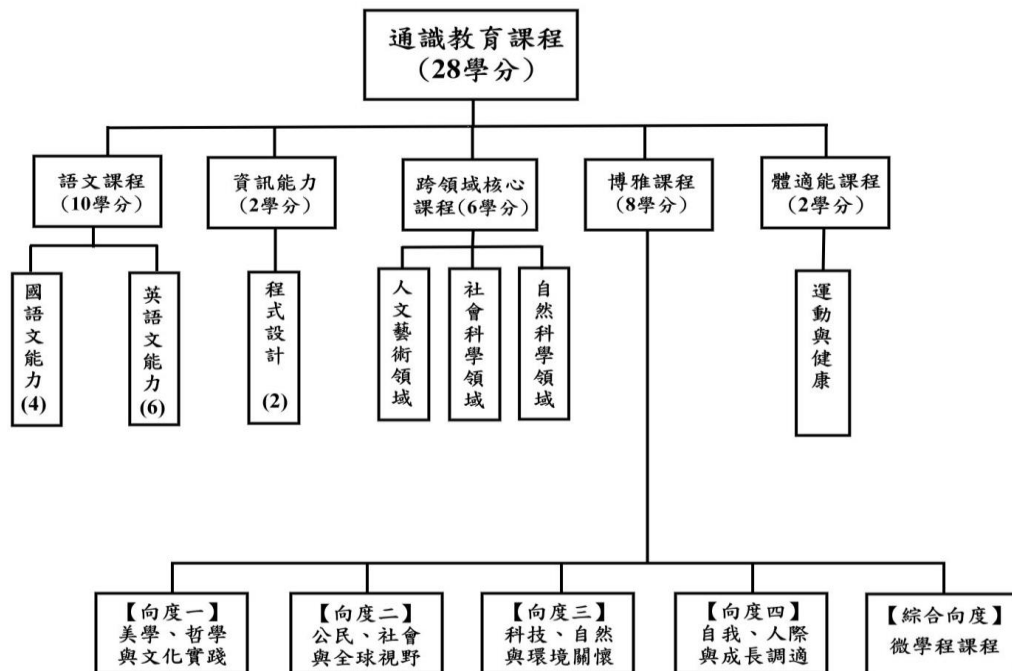 通識教育課程
(28學分)
語文課程
(10學分)
資訊能力
(2學分)
跨領域核心
課程(6學分)
博雅課程
(8學分)
體適能課程
(2學分)
國語文能力(4)
英語文能力(6)
程式設計(2)
人文藝術領域
社會科學領域
自然科學領域
運動與健康
【向度一】
美學、哲學
與文化實踐
【向度二】
公民、社會
與全球視野
【向度三】
科技、自然
與環境關懷
【向度四】
自我、人際
與成長調適
【綜合向度】
微學程課程